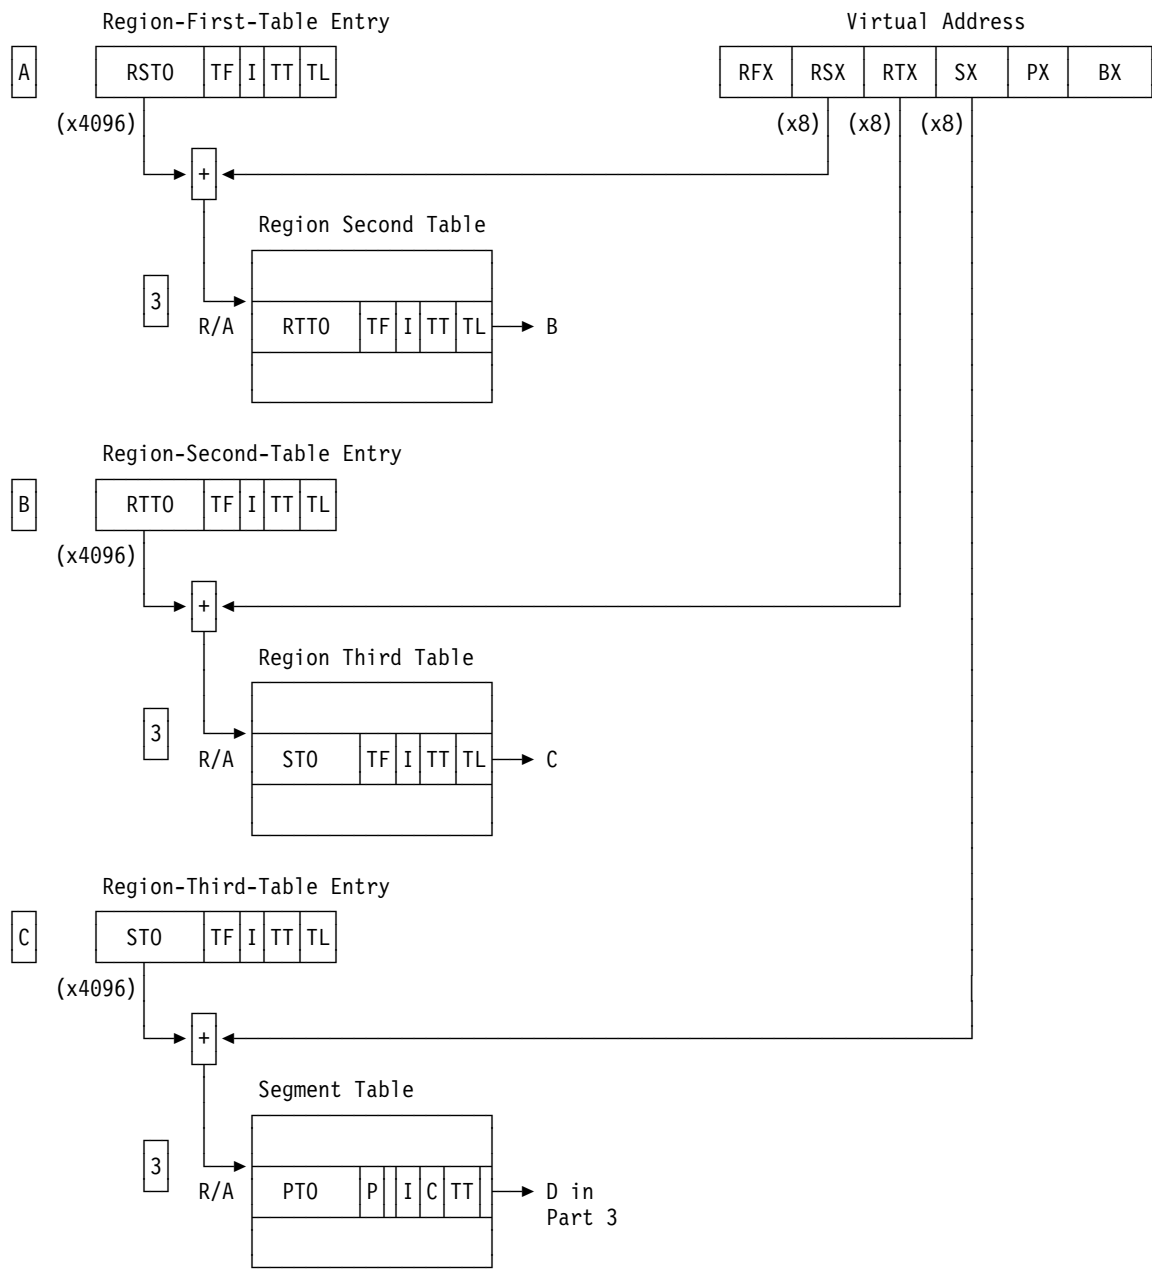 Region-First-Table Entry Virtual Address
A RSTO TF I TT TL RFX RSX RTX SX PX BX
(x4096) (x8) (x8) (x8)
+
Region Second Table
3
R/A RTTO TF I TT TL B
Region-Second-Table Entry
B RTTO TF I TT TL
(x4096)
+
Region Third Table
3
R/A STO TF I TT TL C
Region-Third-Table Entry
C STO TF I TT TL
(x4096)
+
Segment Table
3
R/A PTO P I C TT D in
Part 3